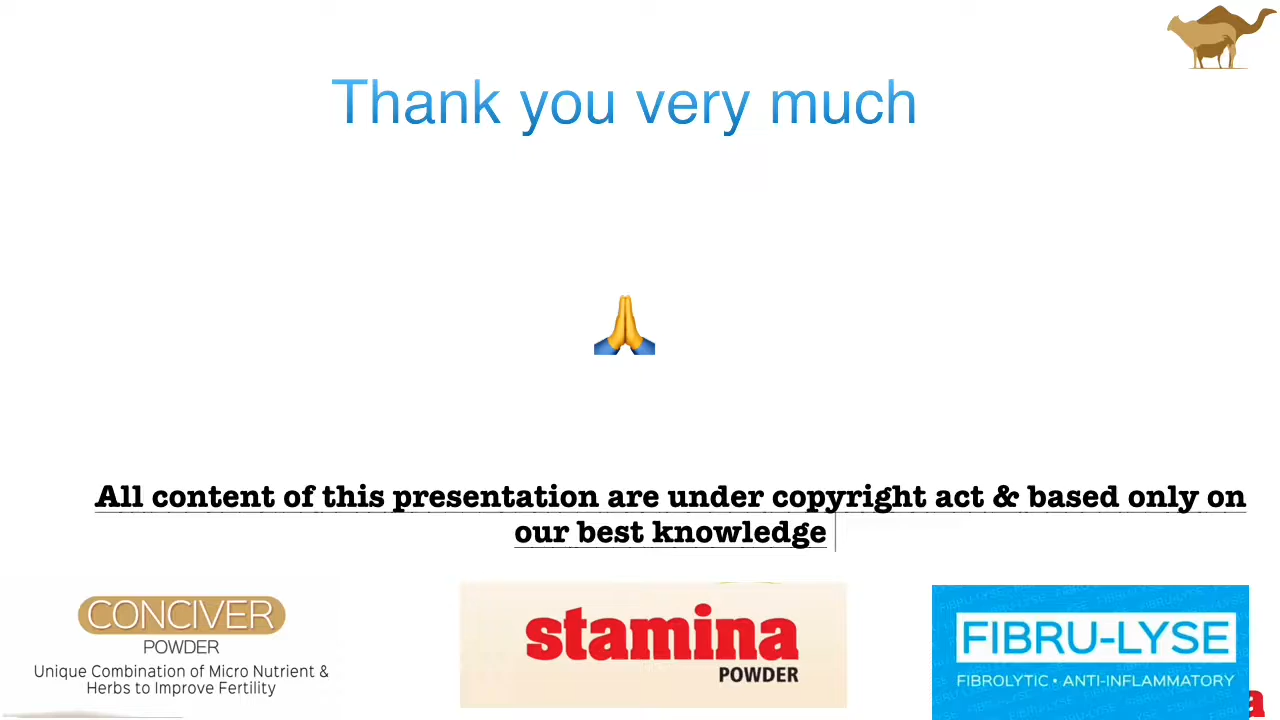 Thank you very much
All content of this presentation are under copyright act & based only on
our best knowledge
CONCIVER
POWDER
Unique Combination of Micro Nutrient &
Herbs to Improve Fertility
stamina
POWDER
FIBRU-LYSE
FIBROLYTIC • ANTI-INFLAMMATORY
a